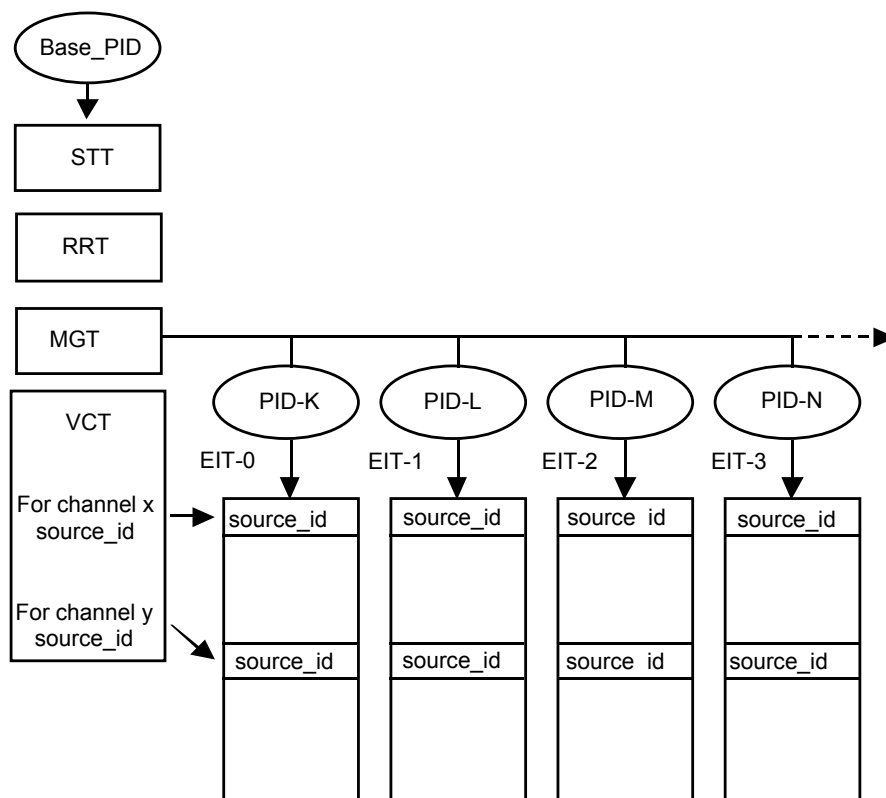 Base_PID
STT
RRT
MGT
PID-K
PID-L
PID-M
PID-N
VCT
EIT-0
EIT-1
EIT-2
EIT-3
For channel x
source_id
source_id
source_id
source id
source_id
For channel y
source_id
source_id
source_id
source id
source_id